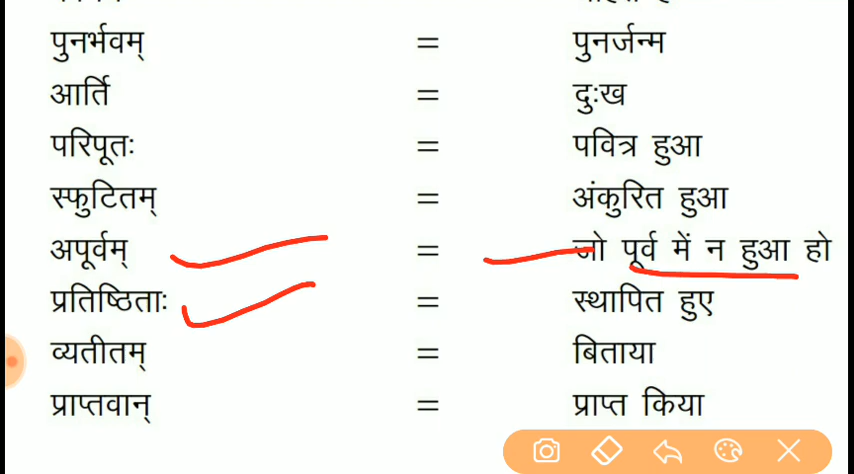 पुनर्भवम् = पुनर्जन्म
आर्ति = दुःख
परिपूतः = पवित्र हुआ
स्फुटितम् = अंकुरित हुआ
अपूर्वम् = जो पूर्व में न हुआ हो
प्रतिष्ठिताः = स्थापित हुए
व्यतीतम् = बिताया
प्राप्तवान् = प्राप्त किया